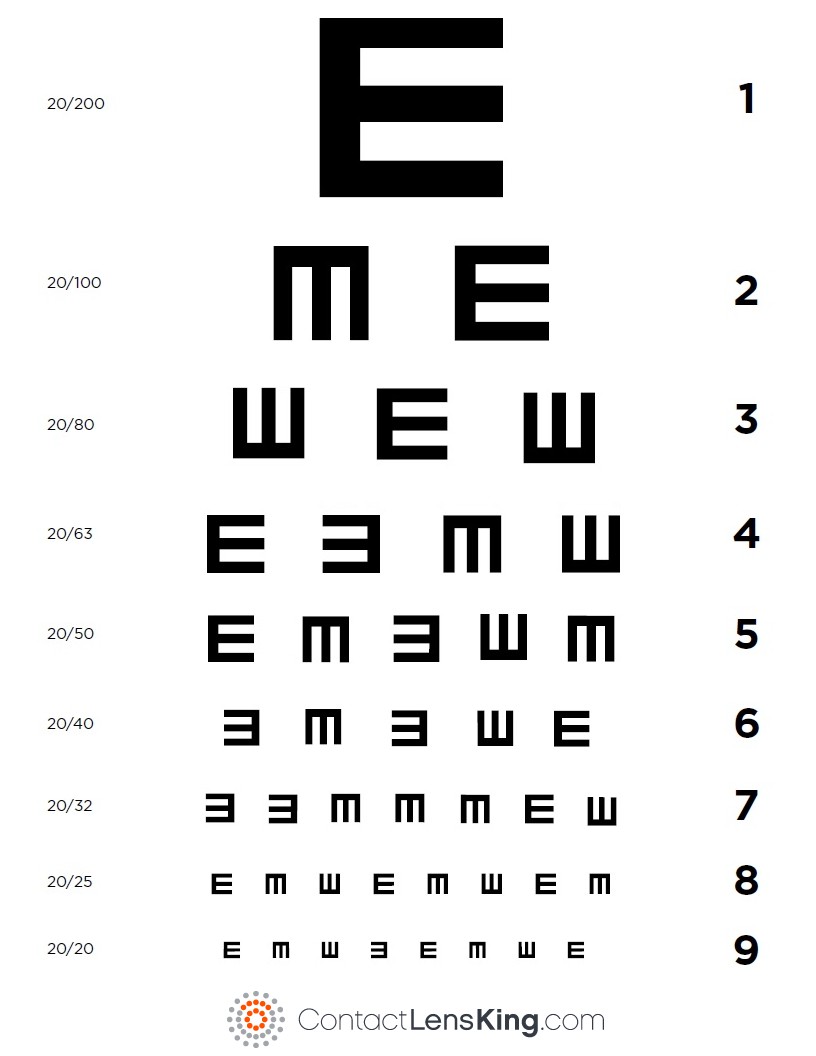 20/200 E 1
20/100 m E 2
20/80 Ш E Ш 3
20/63 E Ǝ m Ш 4
20/50 E m Ǝ Ш m 5
20/40 Ǝ m Ǝ Ш E 6
20/32 Ǝ Ǝ m m m E Ш 7
20/25 E m Ш E m Ш E m 8
20/20 E m Ш Ǝ E m Ш E 9
ContactLensKing.com